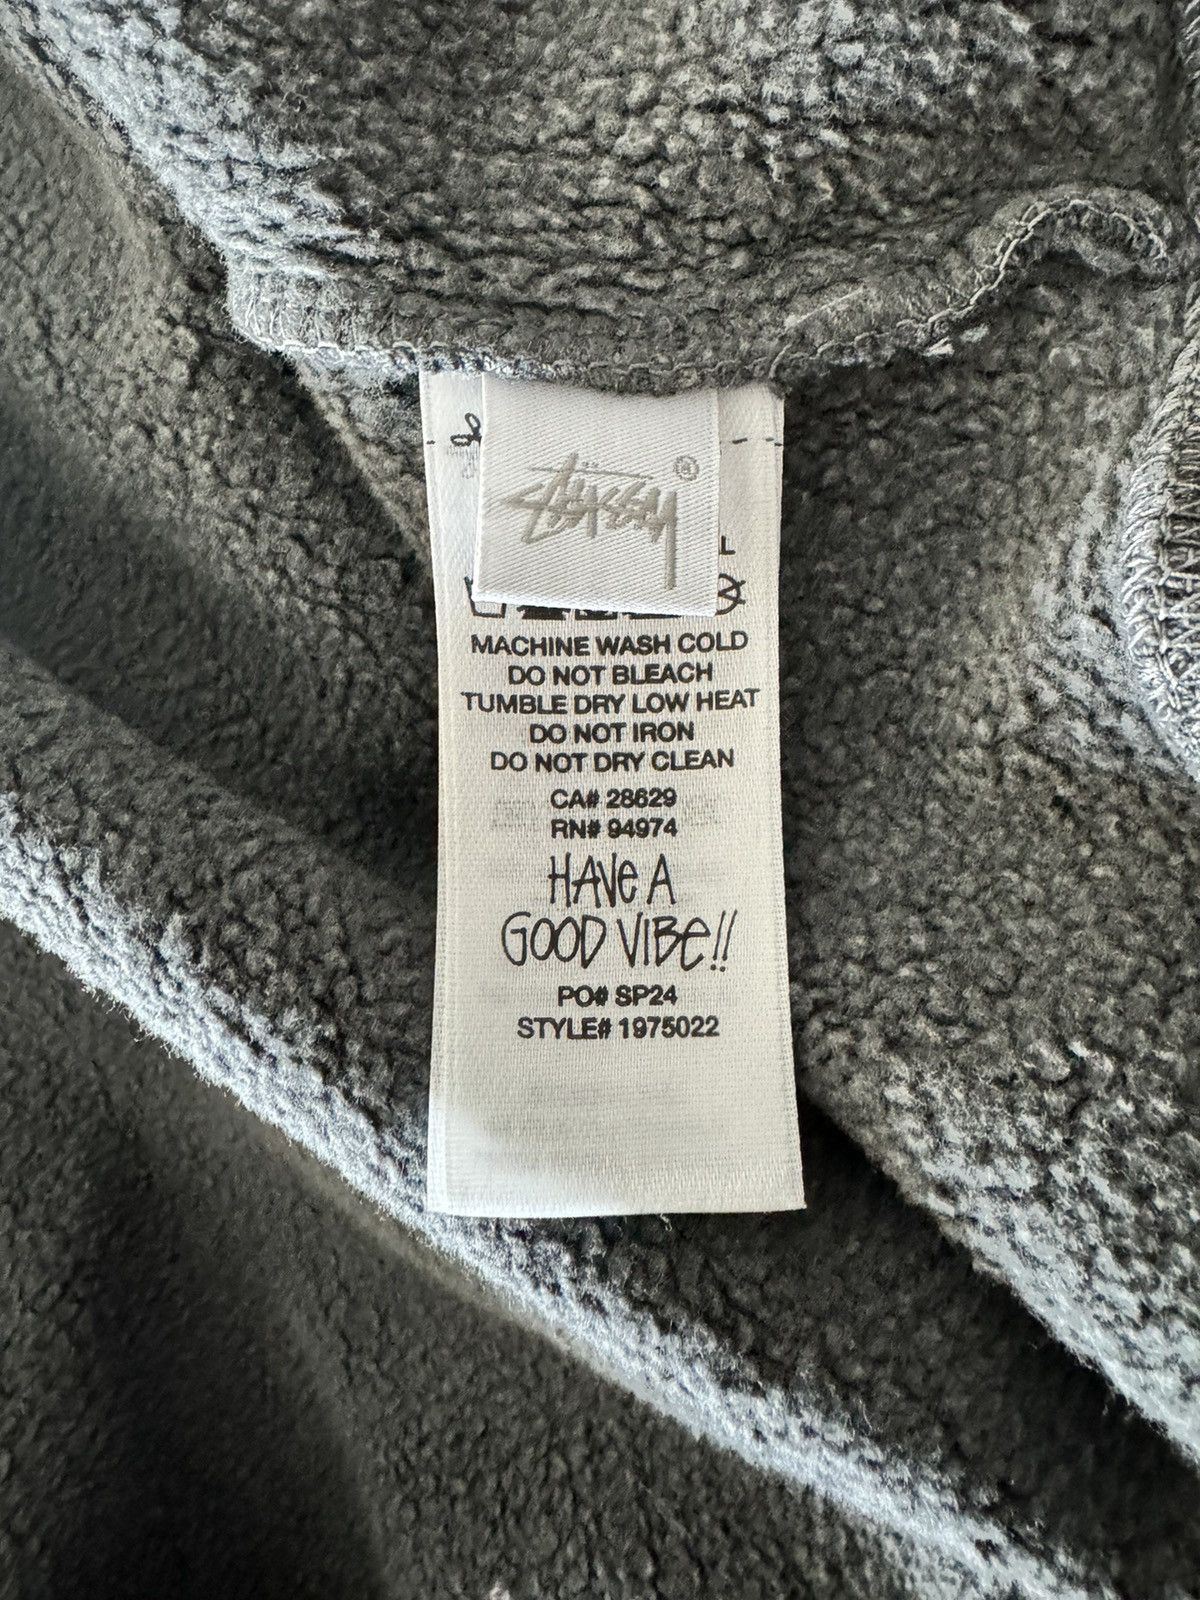 STÜSSY®
L
MACHINE WASH COLD
DO NOT BLEACH
TUMBLE DRY LOW HEAT
DO NOT IRON
DO NOT DRY CLEAN
CA# 28629
RN# 94974
HAVe A
GOOD VIBe!!
PO# SP24
STYLE# 1975022